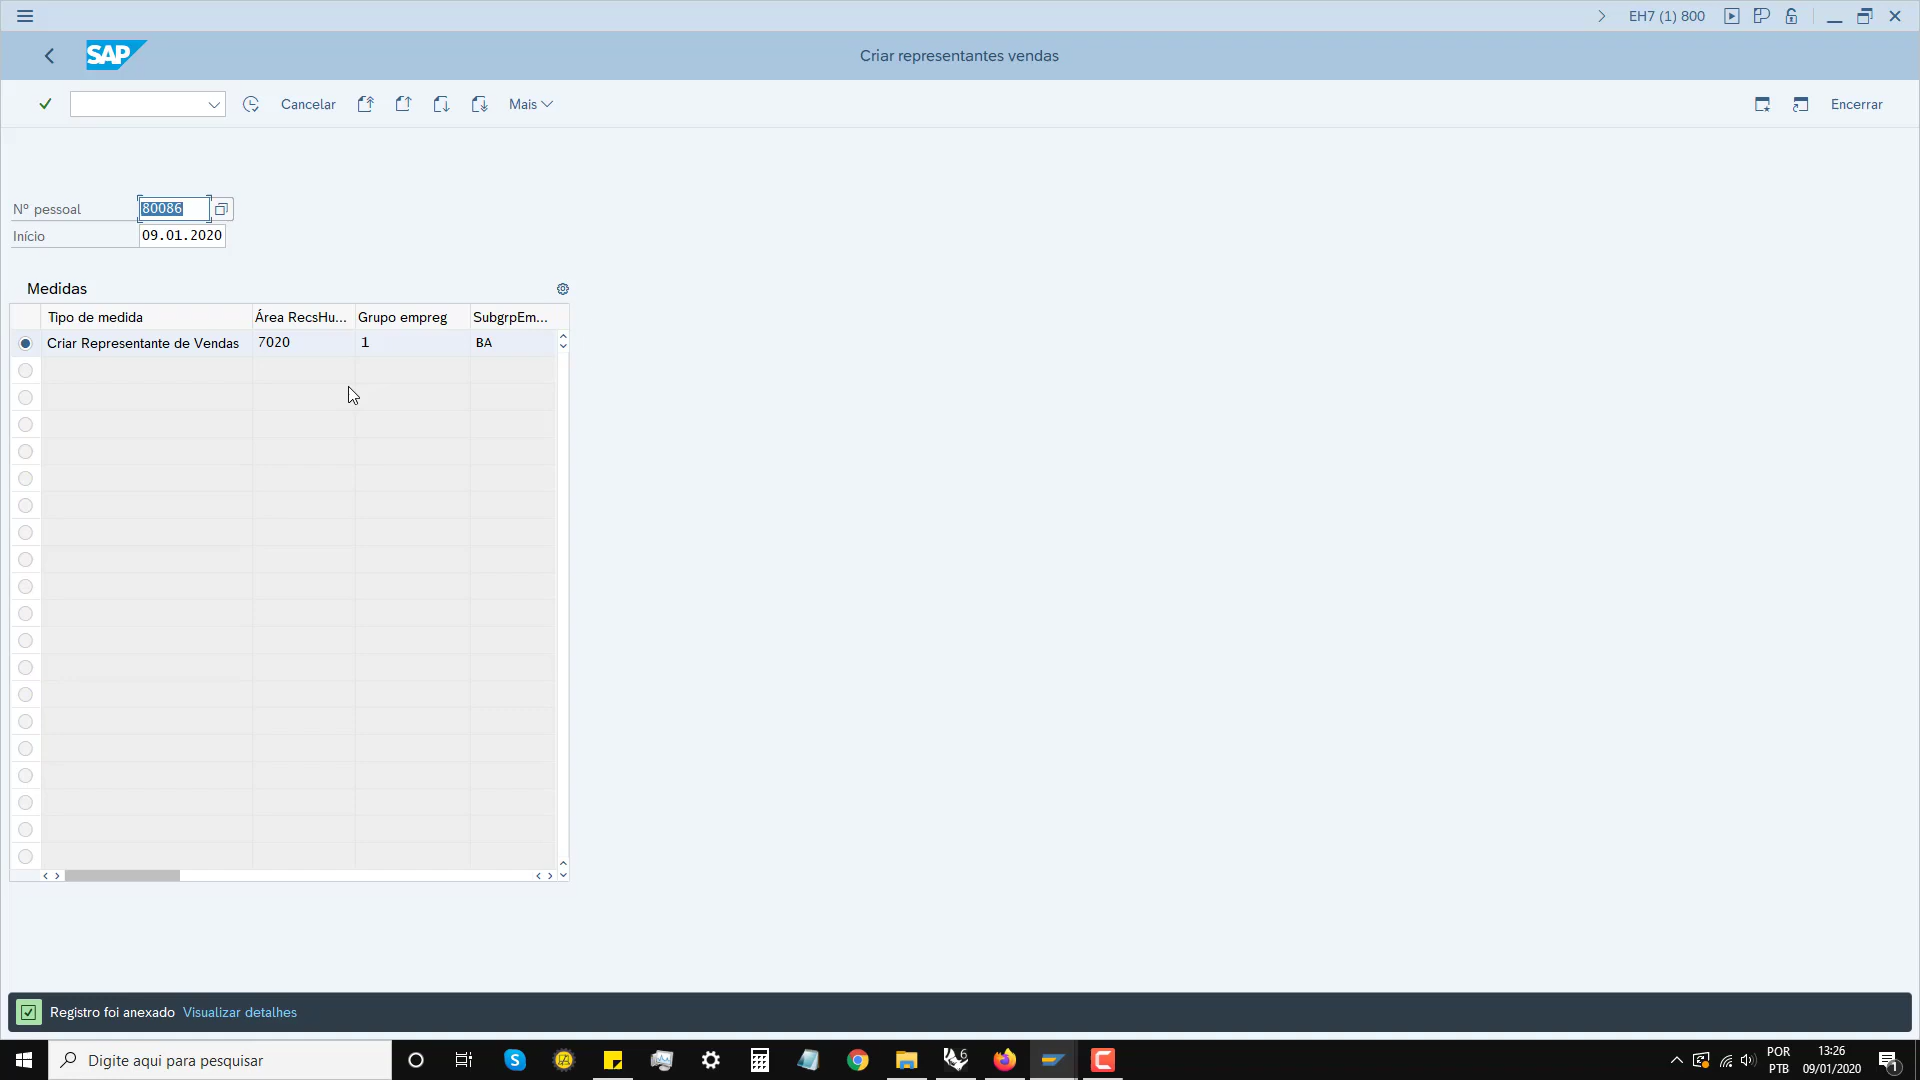 EH7 (1) 800
SAP
Criar representantes vendas
Cancelar
Mais
Encerrar
Nº pessoal
80086
Início
09.01.2020
Medidas
Tipo de medida
Área RecsHu...
Grupo empreg
SubgrpEm...
Criar Representante de Vendas
7020
1
BA
Registro foi anexado Visualizar detalhes
Digite aqui para pesquisar
POR
PTB
13:26
09/01/2020
1